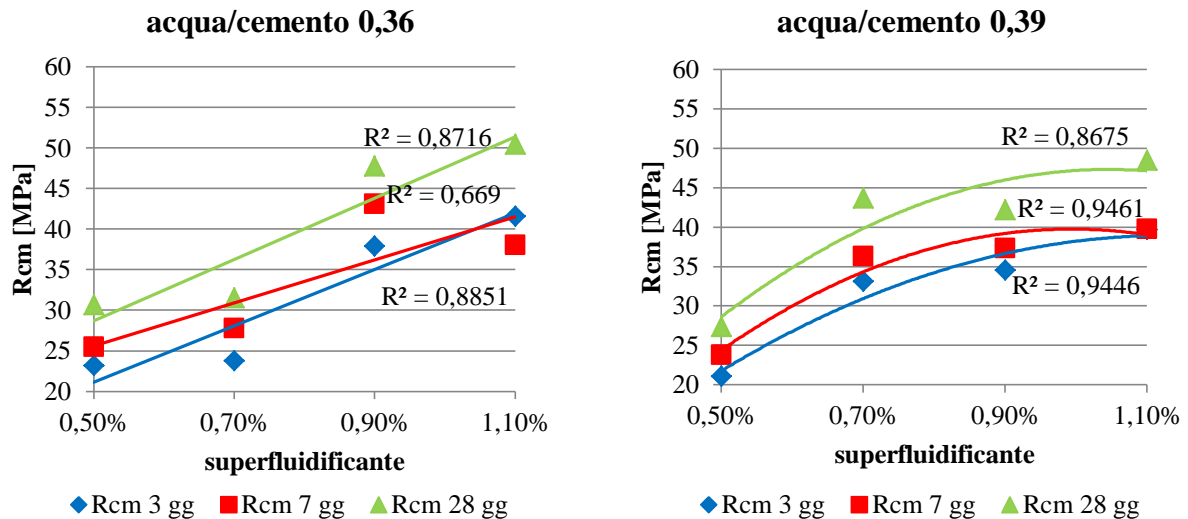 acqua/cemento 0,36
60
55
50
45
40
35
30
25
20
Rcm [MPa]
R² = 0,8716
R² = 0,669
R² = 0,8851
0,50% 0,70% 0,90% 1,10%
superfluidificante
Rcm 3 gg Rcm 7 gg Rcm 28 gg
acqua/cemento 0,39
60
55
50
45
40
35
30
25
20
Rcm [MPa]
R² = 0,8675
R² = 0,9461
R² = 0,9446
0,50% 0,70% 0,90% 1,10%
superfluidificante
Rcm 3 gg Rcm 7 gg Rcm 28 gg